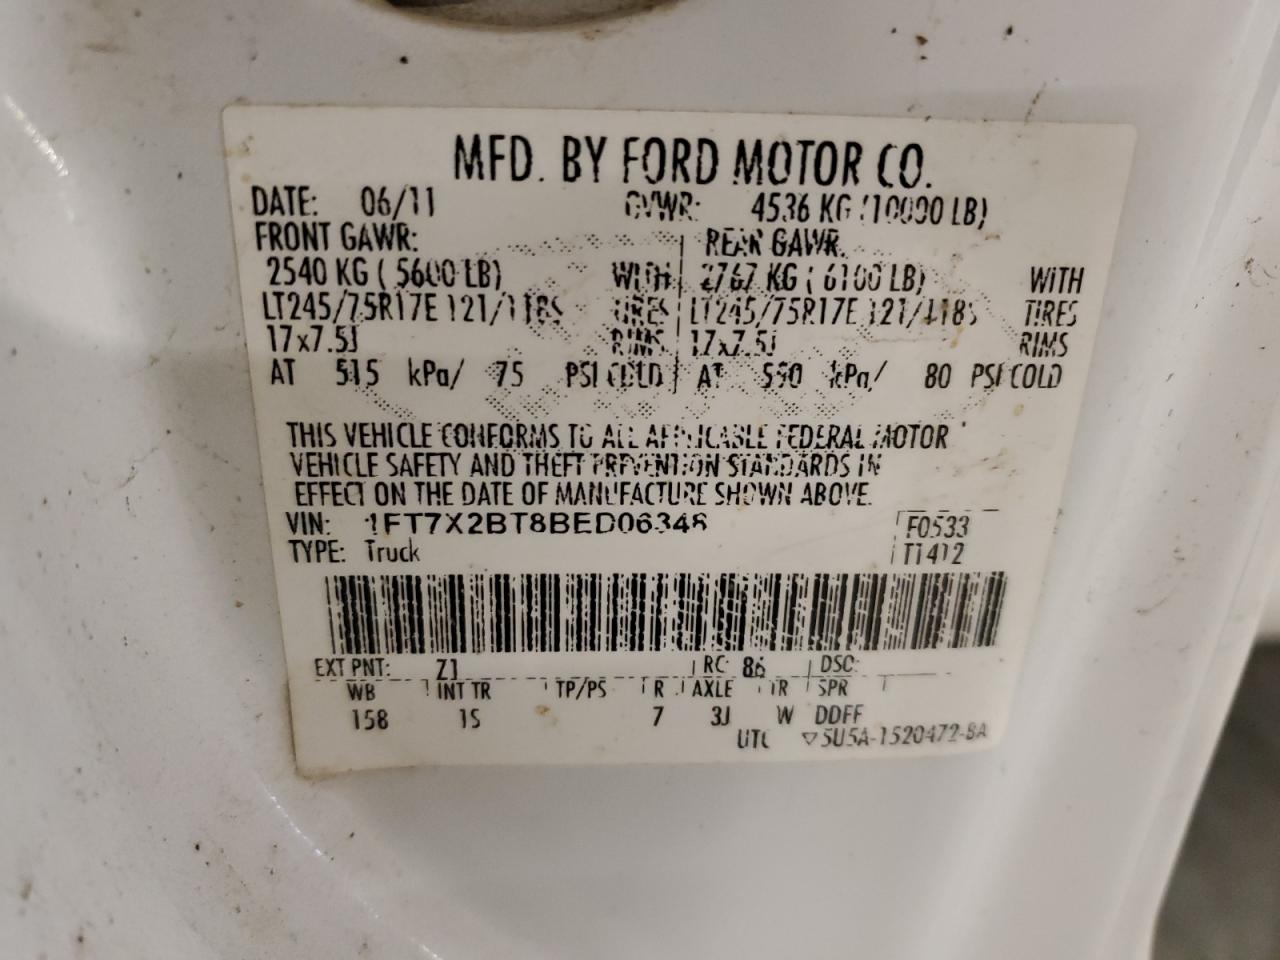 MFD. BY FORD MOTOR CO.
DATE: 06/11 GVWR: 4536 KG (10000 LB)
FRONT GAWR: REAR GAWR:
2540 KG ( 5600 LB) WITH 2767 KG ( 6100 LB) WITH
LT245/75R17E 121/118S TIRES LT245/75R17E 121/118S TIRES
17x7.5J RIMS 17x7.5J RIMS
AT 515 kPa/ 75 PSI COLD AT 550 kPa/ 80 PSI COLD
THIS VEHICLE CONFORMS TO ALL APPLICABLE FEDERAL MOTOR
VEHICLE SAFETY AND THEFT PREVENTION STANDARDS IN
EFFECT ON THE DATE OF MANUFACTURE SHOWN ABOVE.
VIN: 1FT7X2BT8BED06348 F0533
TYPE: Truck T1412
EXT PNT: Z1 RC: 86 DSO:
WB INT TR TP/PS R AXLE TR SPR
158 1S 7 3J W DDFF
UTC ▽5U5A-1520472-BA